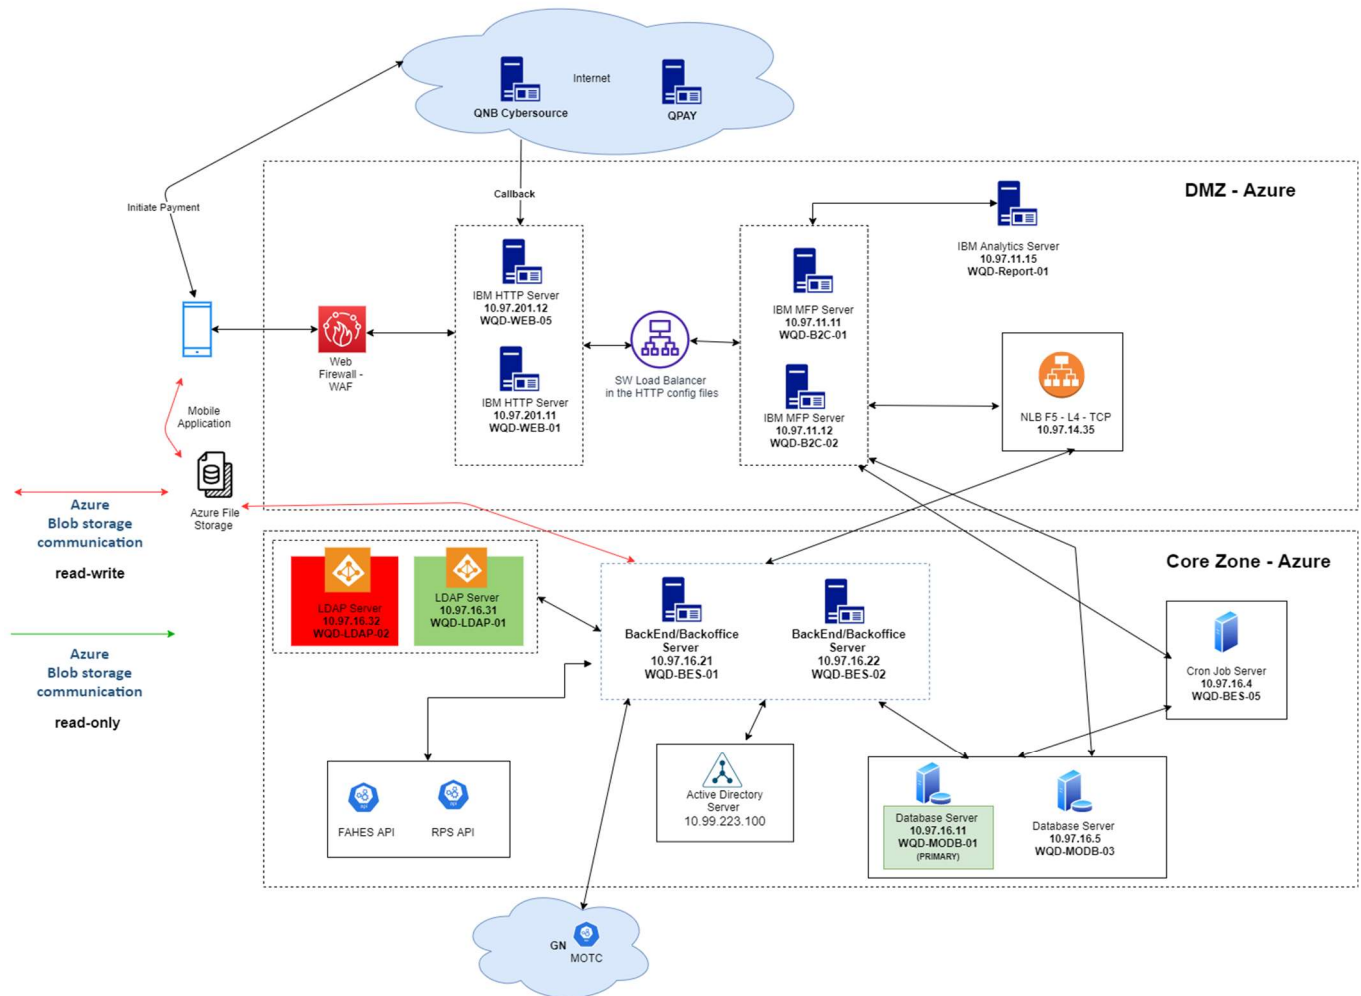 Internet
QNB Cybersource
QPAY
DMZ - Azure
Initiate Payment
Callback
IBM HTTP Server
10.97.201.12
WQD-WEB-05
IBM HTTP Server
10.97.201.11
WQD-WEB-01
IBM Analytics Server
10.97.11.15
WQD-Report-01
IBM MFP Server
10.97.11.11
WQD-B2C-01
IBM MFP Server
10.97.11.12
WQD-B2C-02
Web
Firewall -
WAF
SW Load Balancer
in the HTTP config files
NLB F5 - L4 - TCP
10.97.14.35
Mobile
Application
Azure File
Storage
Azure
Blob storage
communication
read-write
Azure
Blob storage
communication
read-only
Core Zone - Azure
LDAP Server
10.97.16.32
WQD-LDAP-02
LDAP Server
10.97.16.31
WQD-LDAP-01
BackEnd/Backoffice
Server
10.97.16.21
WQD-BES-01
BackEnd/Backoffice
Server
10.97.16.22
WQD-BES-02
Cron Job Server
10.97.16.4
WQD-BES-05
FAHES API
RPS API
Active Directory
Server
10.99.223.100
Database Server
10.97.16.11
WQD-MODB-01
(PRIMARY)
Database Server
10.97.16.5
WQD-MODB-03
GN
MOTC